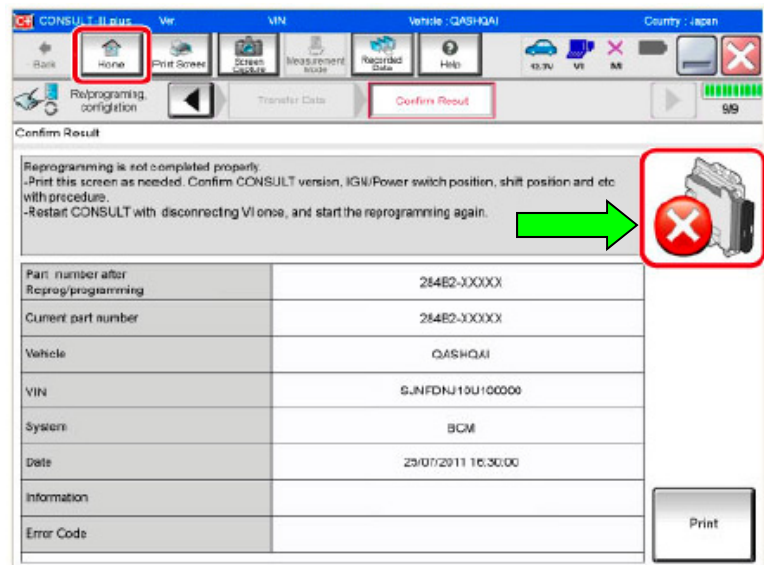 CONSULT-III plus Ver. VIN: Vehicle : QASHQAI Country : Japan
Back
Home
Print Screen
Screen Capture
Measurement Mode
Recorded Data
Help
VI
MI
Re/programing, configlation
Transfer Data
Confirm Result
9/9
Confirm Result
Reprogramming is not completed properly.
-Print this screen as needed. Confirm CONSULT version, IGN/Power switch position, shift position and etc
with procedure.
-Restart CONSULT with disconnecting VI once, and start the reprogramming again.
Part number after
Reprog/programming
284B2-XXXXX
Current part number
284B2-XXXXX
Vehicle
QASHQAI
VIN
SJNFDNJ10U100000
System
BCM
Date
25/07/2011 16:30:00
Information
Error Code
Print